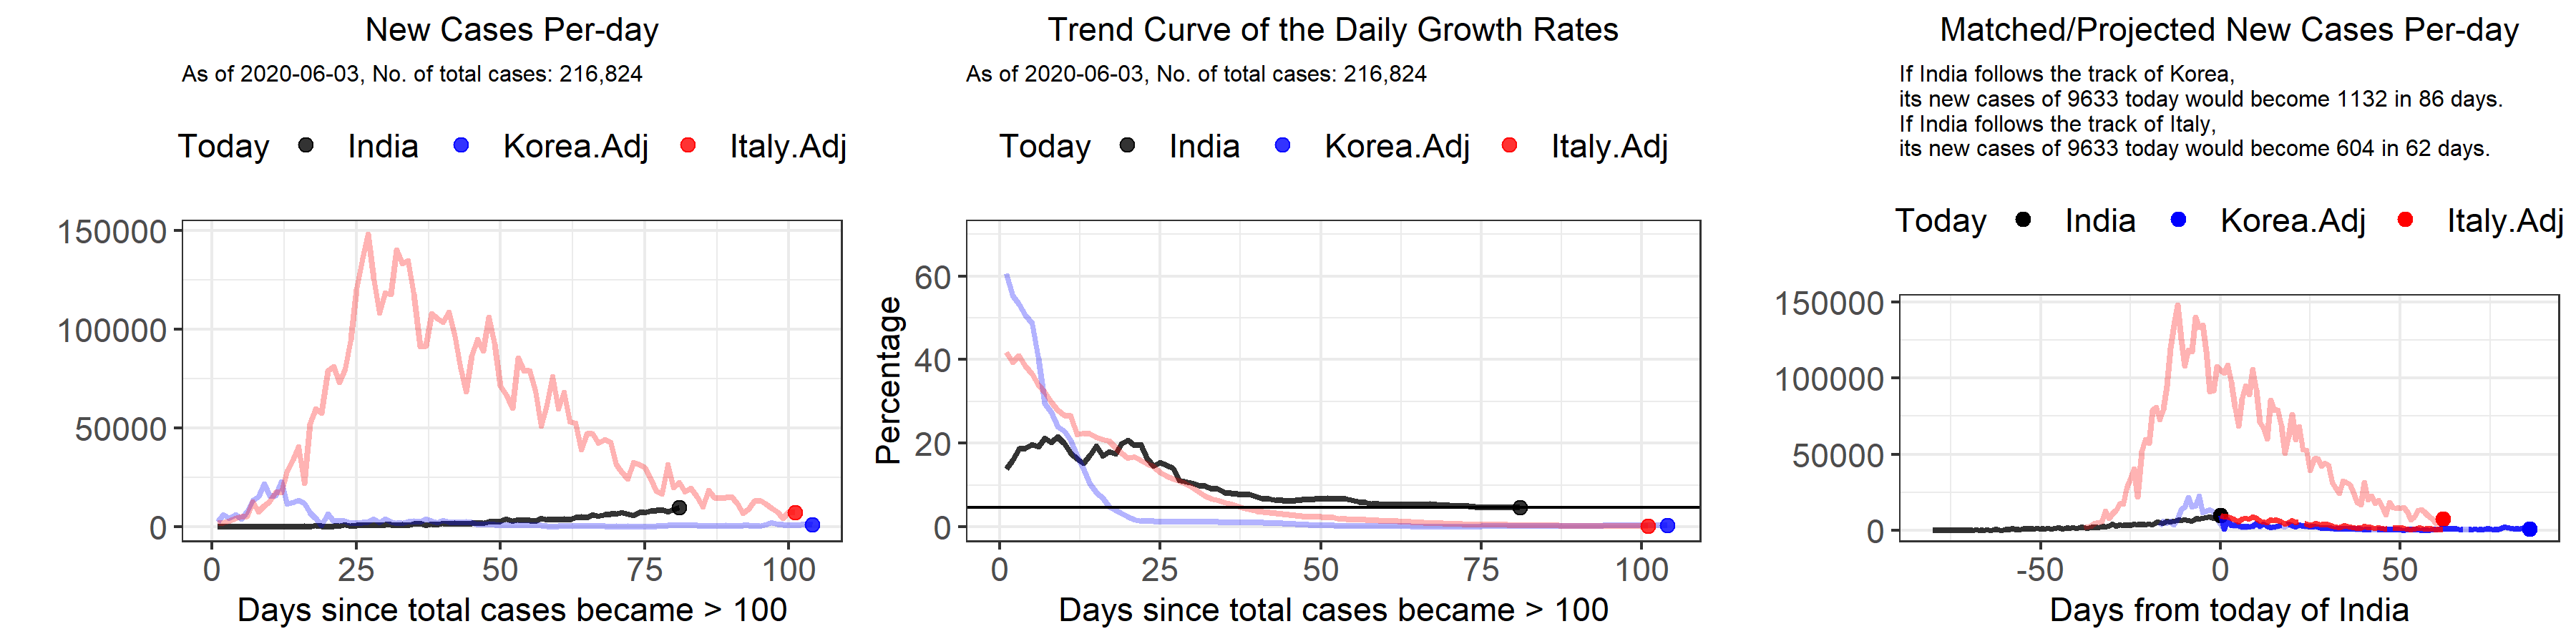 New Cases Per-day
As of 2020-06-03, No. of total cases: 216,824
Today India Korea.Adj Italy.Adj
150000
100000
50000
0
0 25 50 75 100
Days since total cases became > 100
Trend Curve of the Daily Growth Rates
As of 2020-06-03, No. of total cases: 216,824
Today India Korea.Adj Italy.Adj
Percentage
60
40
20
0
0 25 50 75 100
Days since total cases became > 100
Matched/Projected New Cases Per-day
If India follows the track of Korea,
its new cases of 9633 today would become 1132 in 86 days.
If India follows the track of Italy,
its new cases of 9633 today would become 604 in 62 days.
Today India Korea.Adj Italy.Adj
150000
100000
50000
0
-50 0 50
Days from today of India